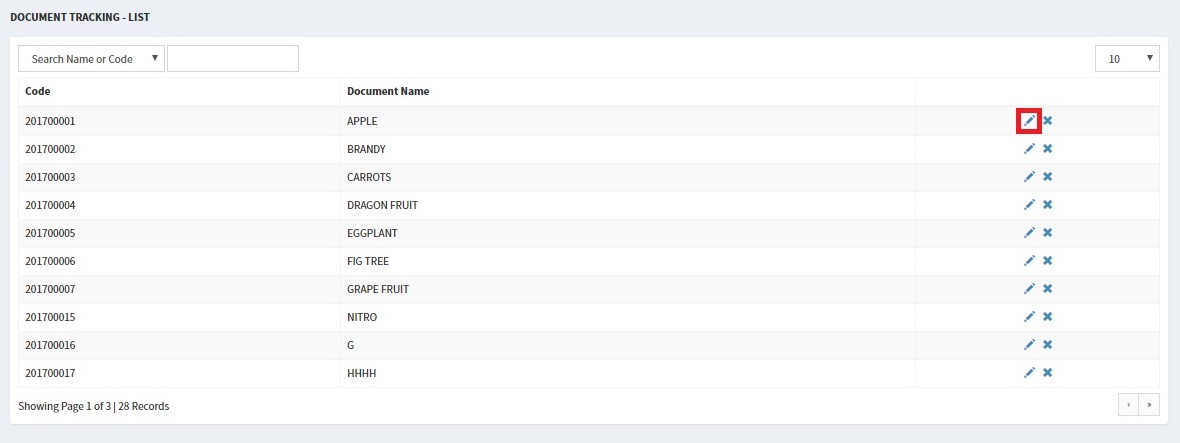 DOCUMENT TRACKING - LIST
Search Name or Code
10
Code Document Name
201700001 APPLE
201700002 BRANDY
201700003 CARROTS
201700004 DRAGON FRUIT
201700005 EGGPLANT
201700006 FIG TREE
201700007 GRAPE FRUIT
201700015 NITRO
201700016 G
201700017 HHHH
Showing Page 1 of 3 | 28 Records
› »